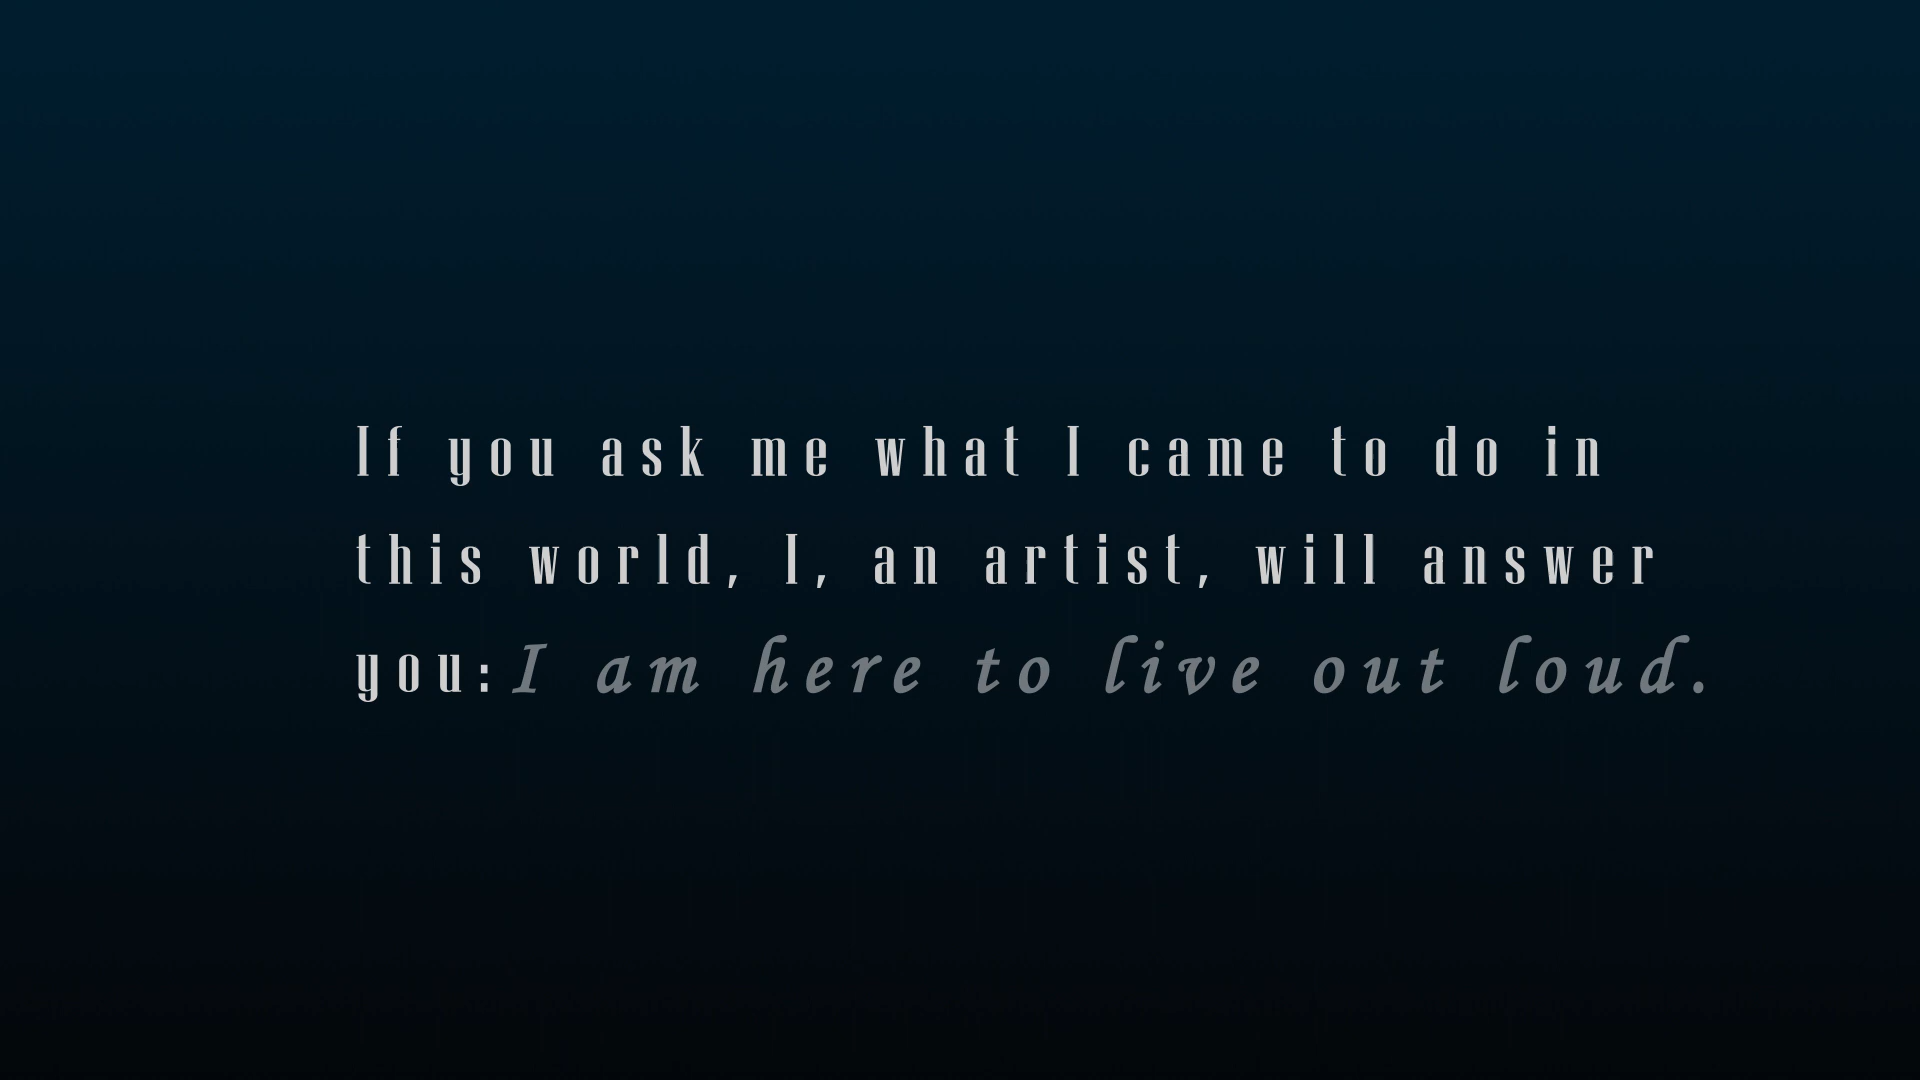 If you ask me what I came to do in
this world, I, an artist, will answer
you: I am here to live out loud.